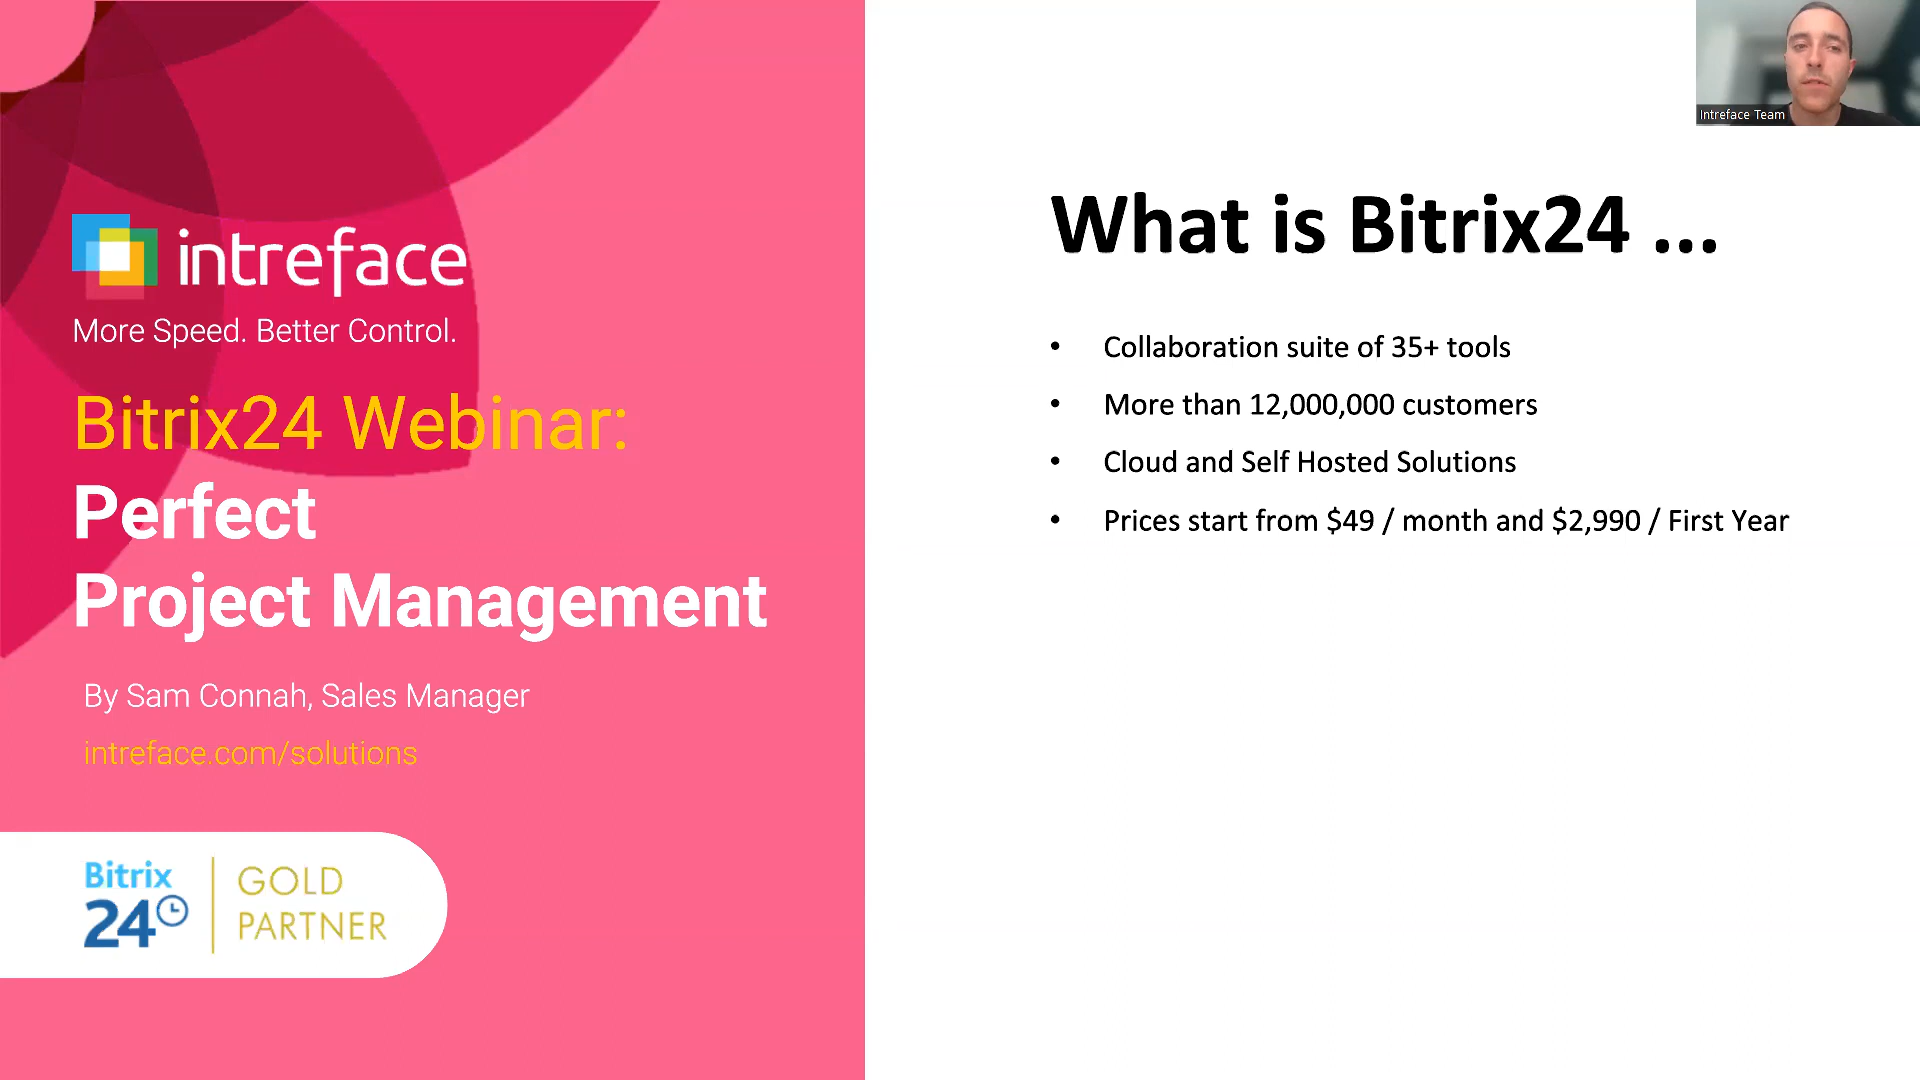 intreface
More Speed. Better Control.
Bitrix24 Webinar:
Perfect
Project Management
By Sam Connah, Sales Manager
intreface.com/solutions
Bitrix
24
GOLD
PARTNER
Intreface Team
What is Bitrix24 ...
• Collaboration suite of 35+ tools
• More than 12,000,000 customers
• Cloud and Self Hosted Solutions
• Prices start from $49 / month and $2,990 / First Year